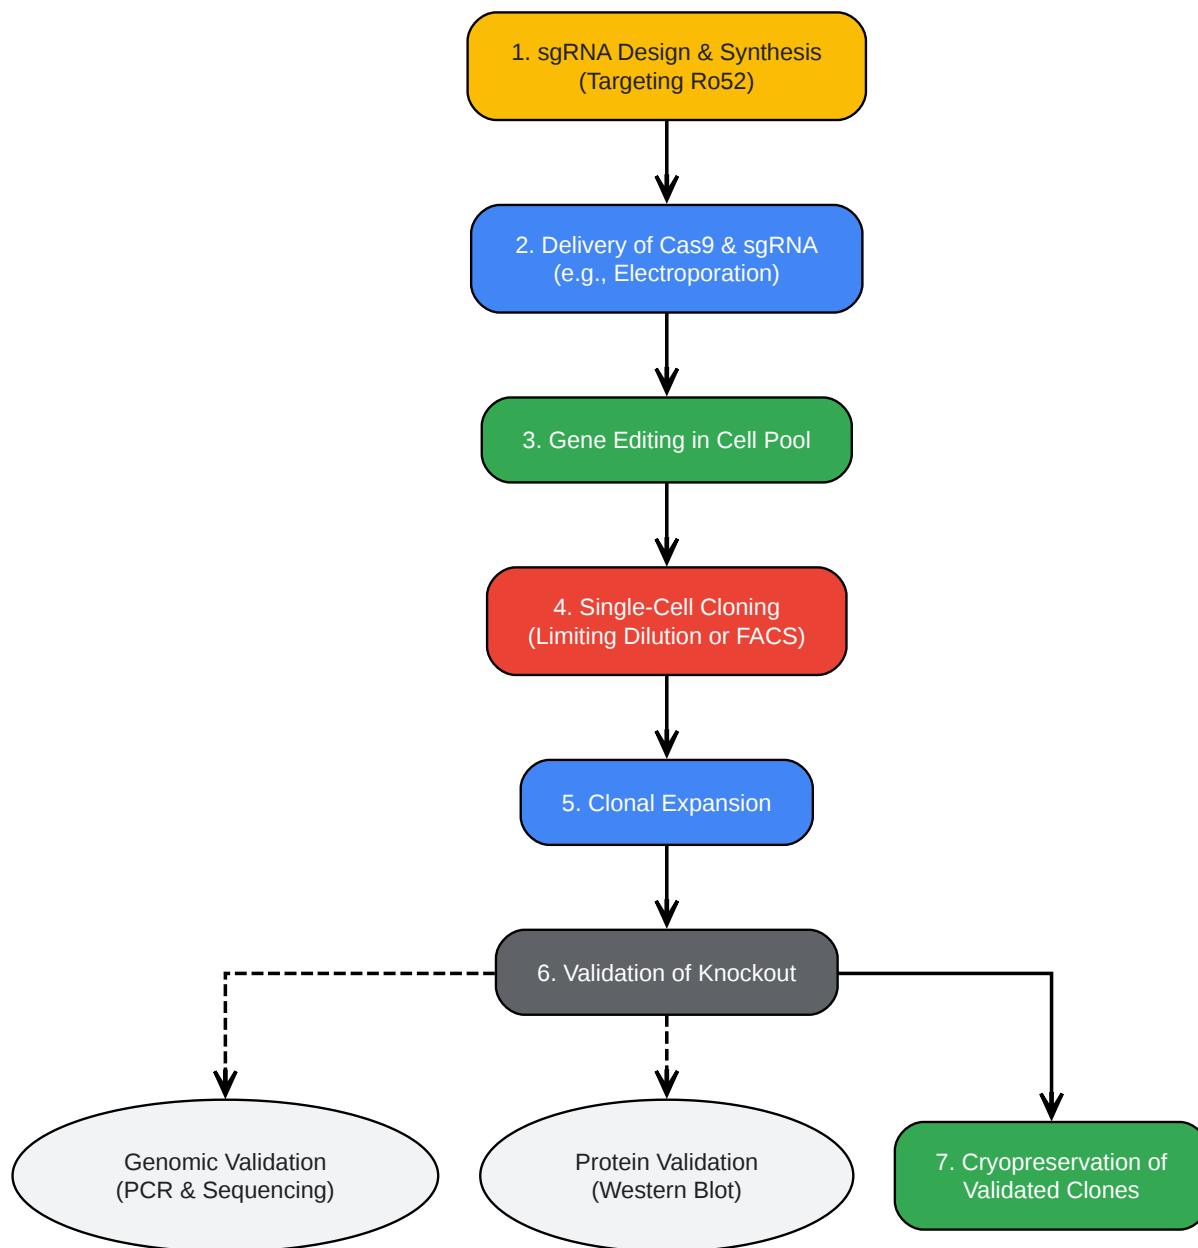 1. sgRNA Design & Synthesis
(Targeting Ro52)
2. Delivery of Cas9 & sgRNA
(e.g., Electroporation)
3. Gene Editing in Cell Pool
4. Single-Cell Cloning
(Limiting Dilution or FACS)
5. Clonal Expansion
6. Validation of Knockout
Genomic Validation
(PCR & Sequencing)
Protein Validation
(Western Blot)
7. Cryopreservation of
Validated Clones